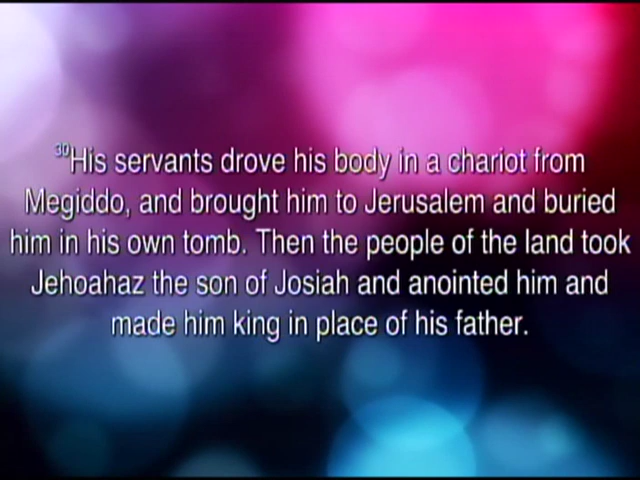 30His servants drove his body in a chariot from
Megiddo, and brought him to Jerusalem and buried
him in his own tomb. Then the people of the land took
Jehoahaz the son of Josiah and anointed him and
made him king in place of his father.